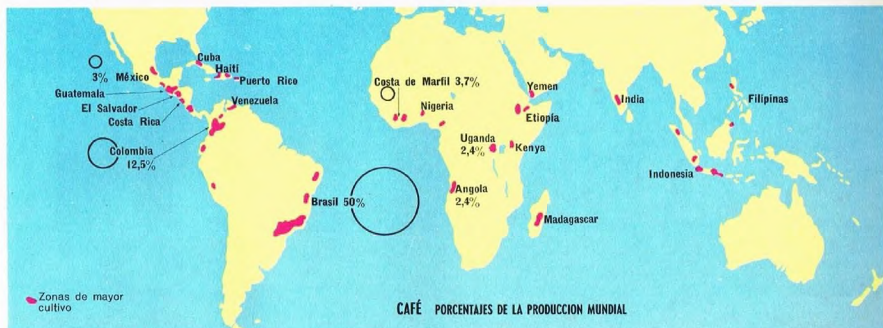 Cuba
Haití
3% México
Puerto Rico
Guatemala
El Salvador
Costa Rica
Venezuela
Colombia
12,5%
Brasil 50%
Costa de Marfil 3,7%
Nigeria
Yemen
Etiopía
Uganda
2,4%
Kenya
Angola
2,4%
Madagascar
India
Filipinas
Indonesia
Zonas de mayor
cultivo
CAFÉ PORCENTAJES DE LA PRODUCCION MUNDIAL